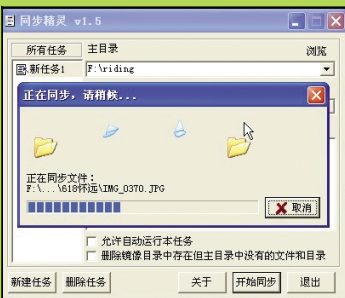 同步精灵 v1.5
所有任务 主目录 浏览
新任务1 F:\riding
正在同步，请稍候...
正在同步文件：
F:\...\618怀远\IMG_0370.JPG
取消
允许自动运行本任务
删除镜像目录中存在但主目录中没有的文件和目录
新建任务 删除任务 关于 开始同步 退出